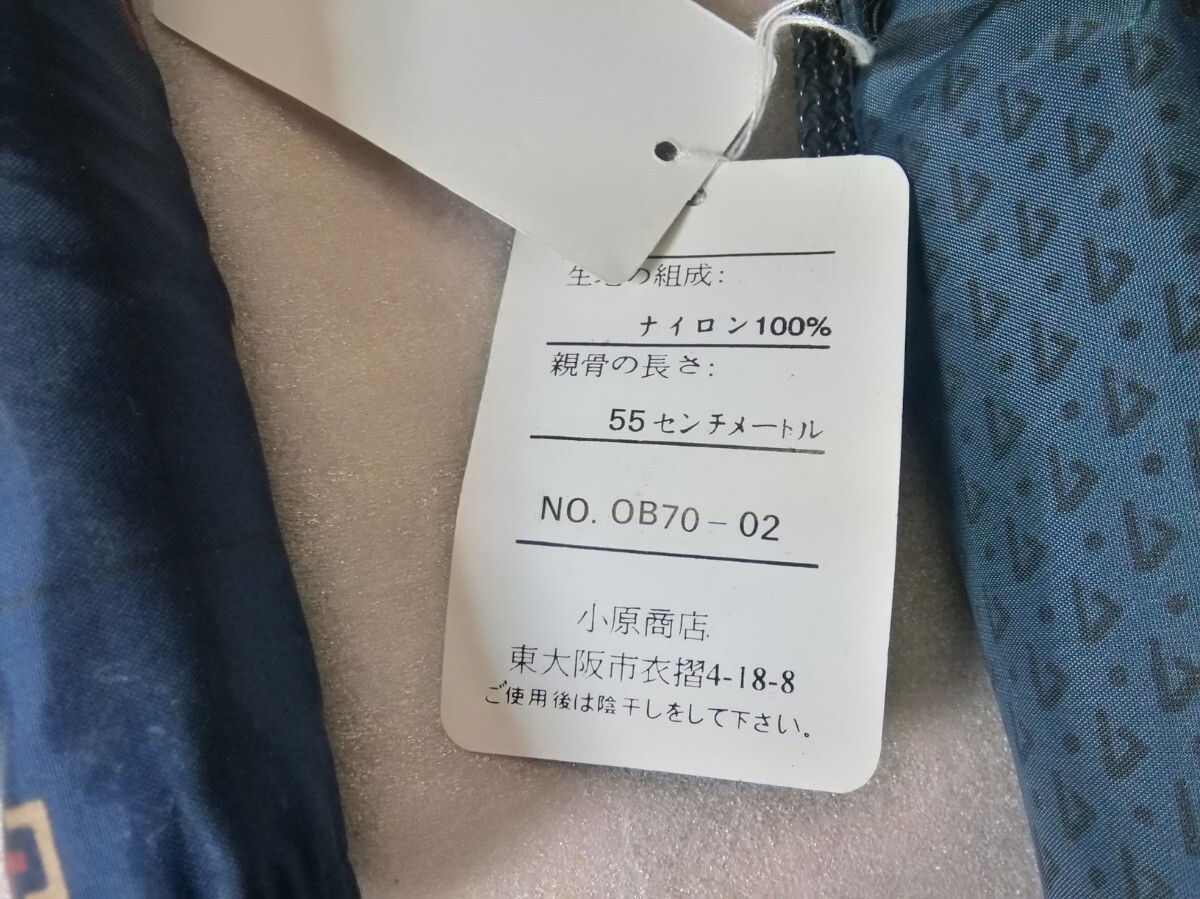 生地の組成:
ナイロン100%
親骨の長さ:
55センチメートル
NO. OB70-02
小原商店
東大阪市衣摺4-18-8
ご使用後は陰干しをして下さい。